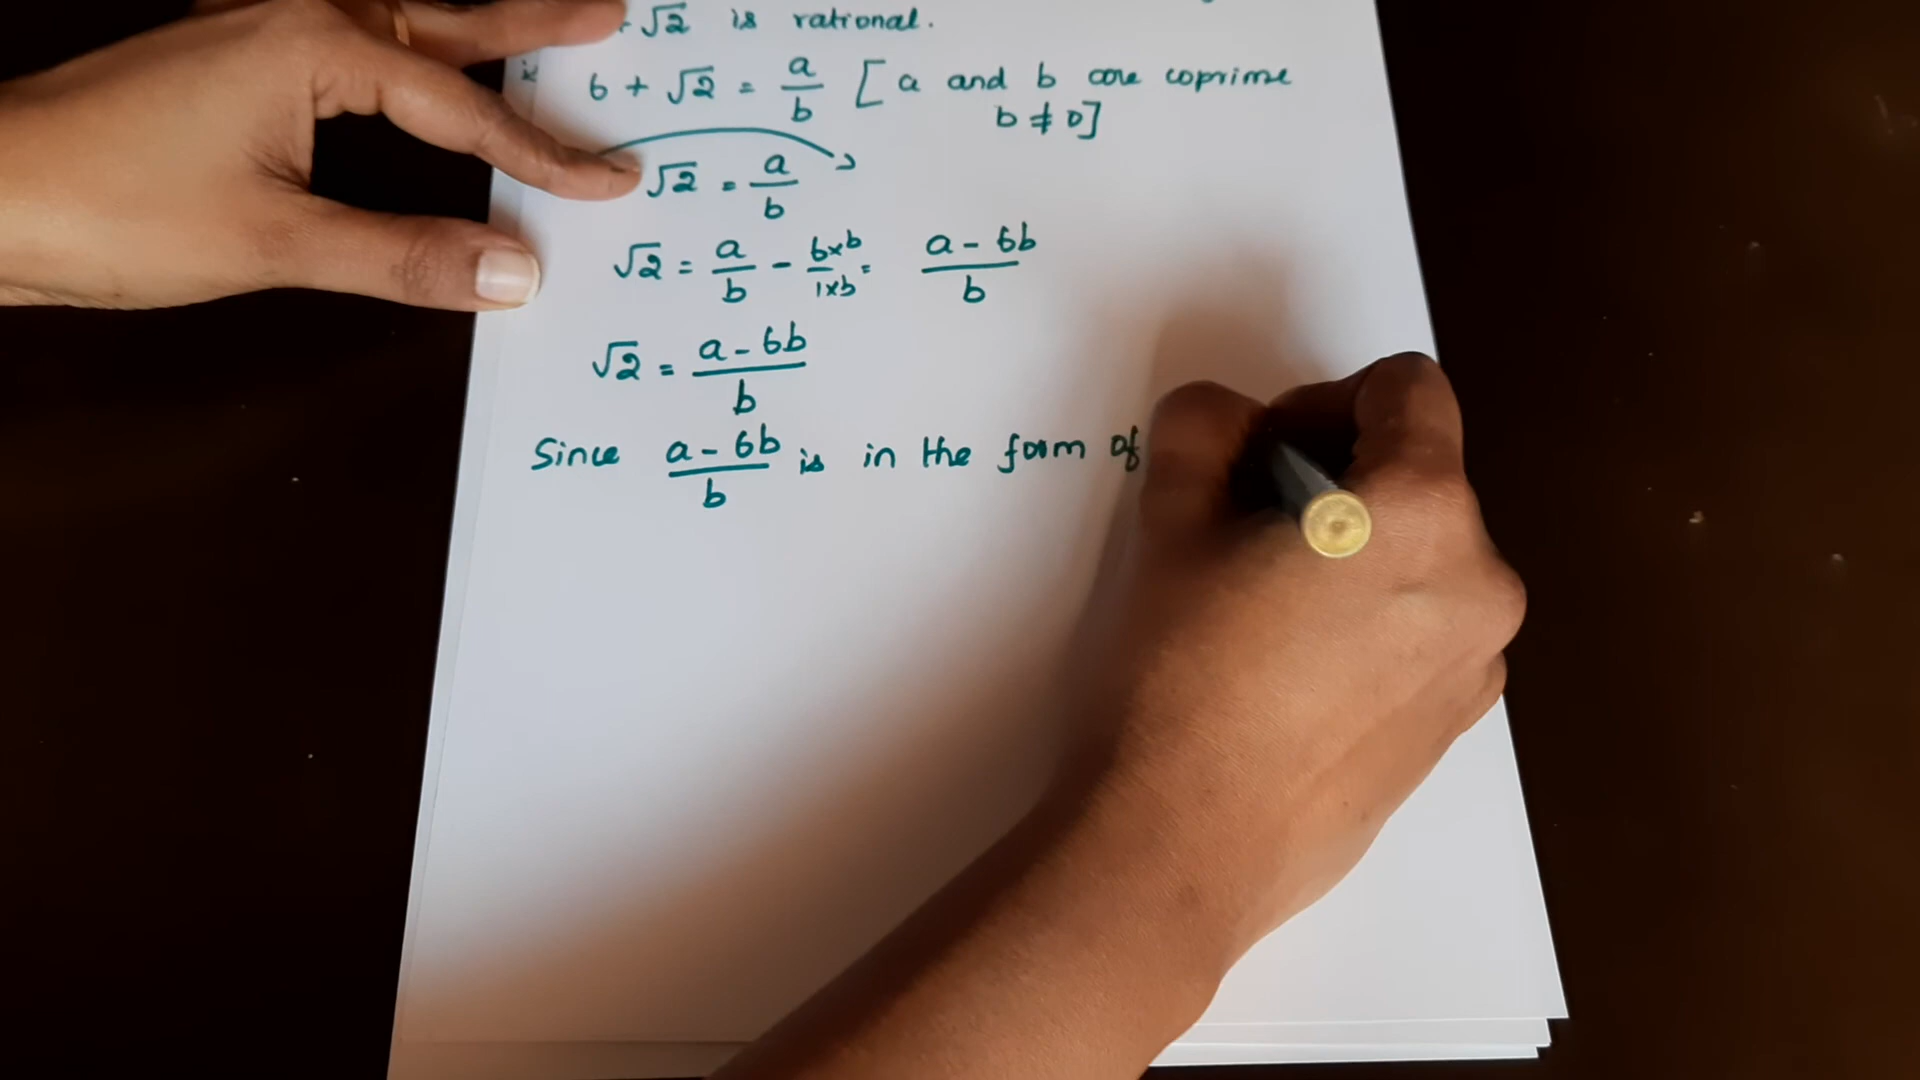 √2 is rational.
ie 6 + √2 = a/b [a and b are coprime
b ≠ 0]
√2 = a/b
√2 = a/b - 6×b/1×b = a - 6b/b
√2 = a - 6b/b
Since a - 6b/b is in the form of